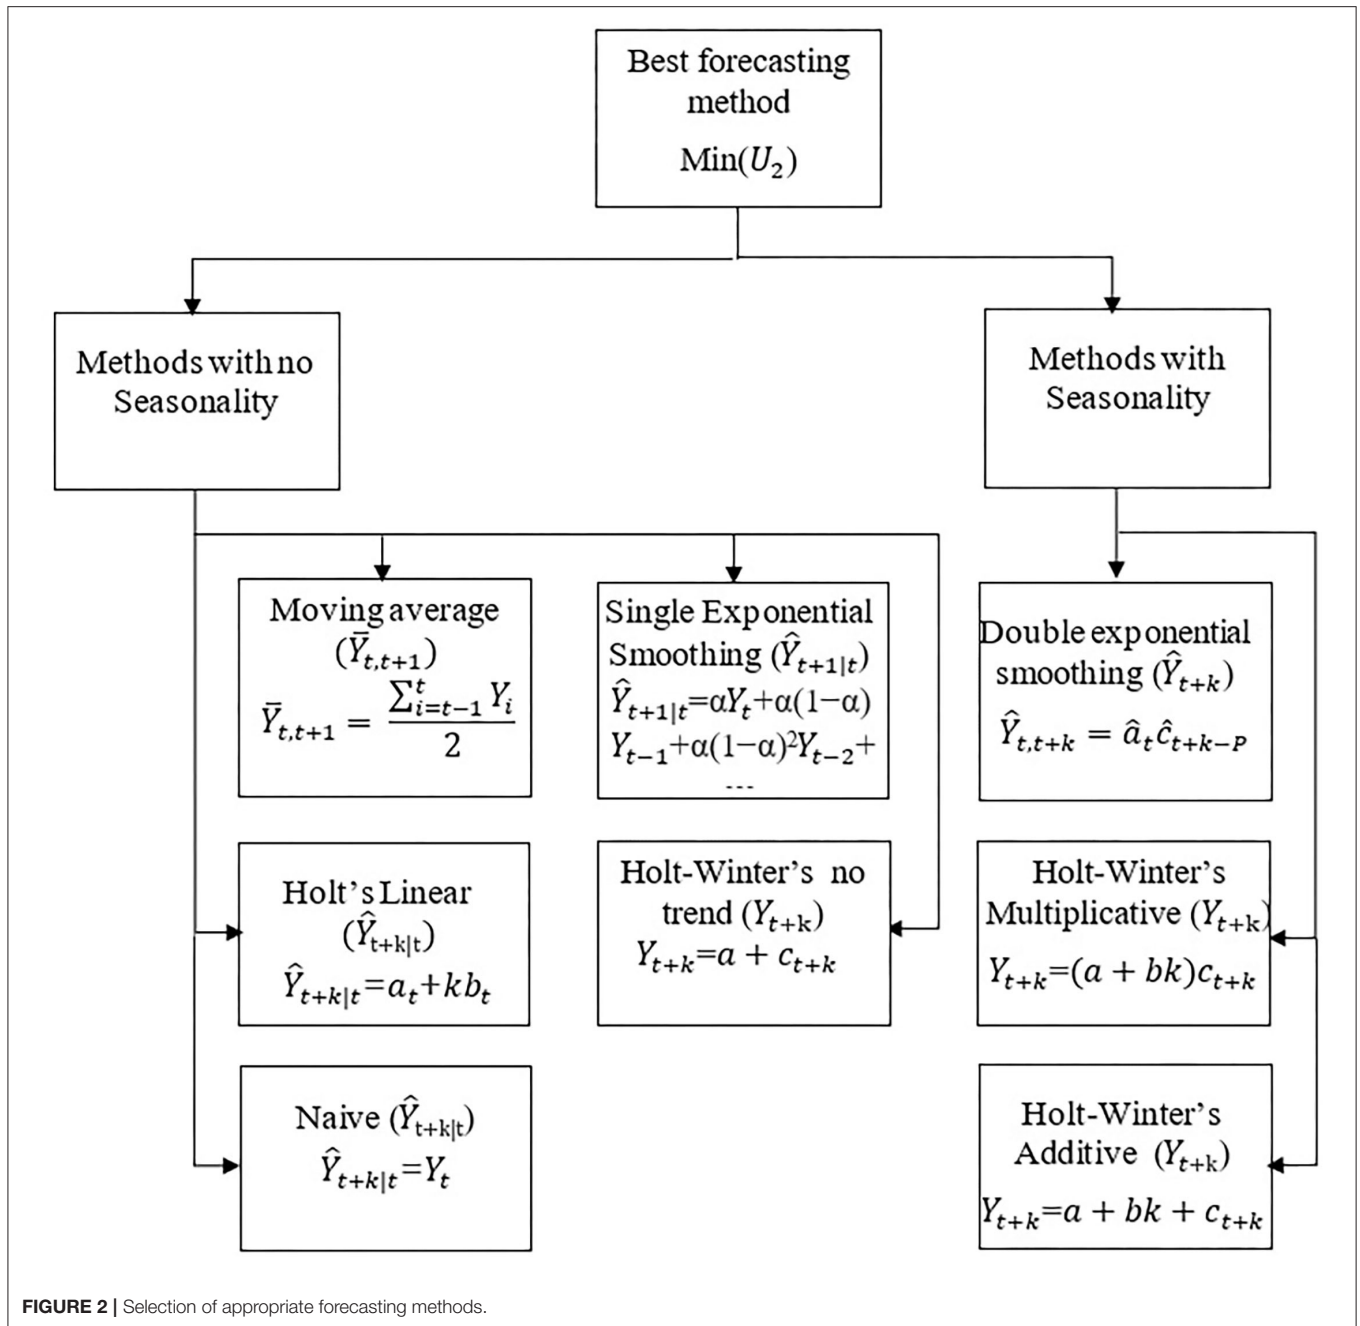 Best forecasting
method
Min(U₂)
Methods with no
Seasonality
Methods with
Seasonality
Moving average
(Ȳ_{t,t+1})
Ȳ_{t,t+1} = \frac{∑_{i=t−1}^{t} Y_i}{2}
Single Exponential
Smoothing (Ŷ_{t+1|t})
Ŷ_{t+1|t}=αY_t+α(1−α)
Y_{t−1}+α(1−α)²Y_{t−2}+
...
Double exponential
smoothing (Ŷ_{t+k})
Ŷ_{t,t+k} = â_t ĉ_{t+k−P}
Holt's Linear
(Ŷ_{t+k|t})
Ŷ_{t+k|t}=a_t+kb_t
Holt-Winter's no
trend (Y_{t+k})
Y_{t+k}=a + c_{t+k}
Holt-Winter's
Multiplicative (Y_{t+k})
Y_{t+k}=(a + bk)c_{t+k}
Naive (Ŷ_{t+k|t})
Ŷ_{t+k|t}=Y_t
Holt-Winter's
Additive (Y_{t+k})
Y_{t+k}=a + bk + c_{t+k}
FIGURE 2 | Selection of appropriate forecasting methods.